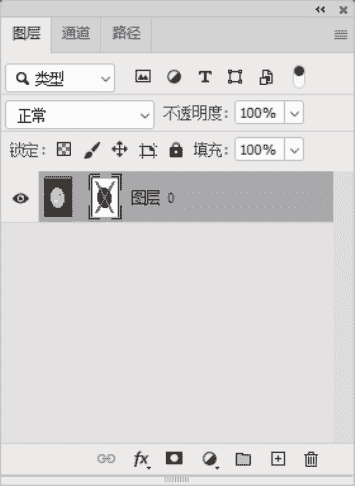 图层 通道 路径
类型
正常 不透明度: 100%
锁定: 填充: 100%
图层 0
fx